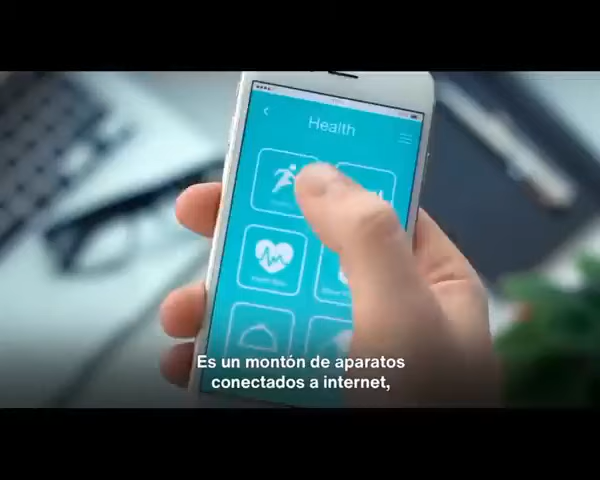 Health
Es un montón de aparatos
conectados a internet,